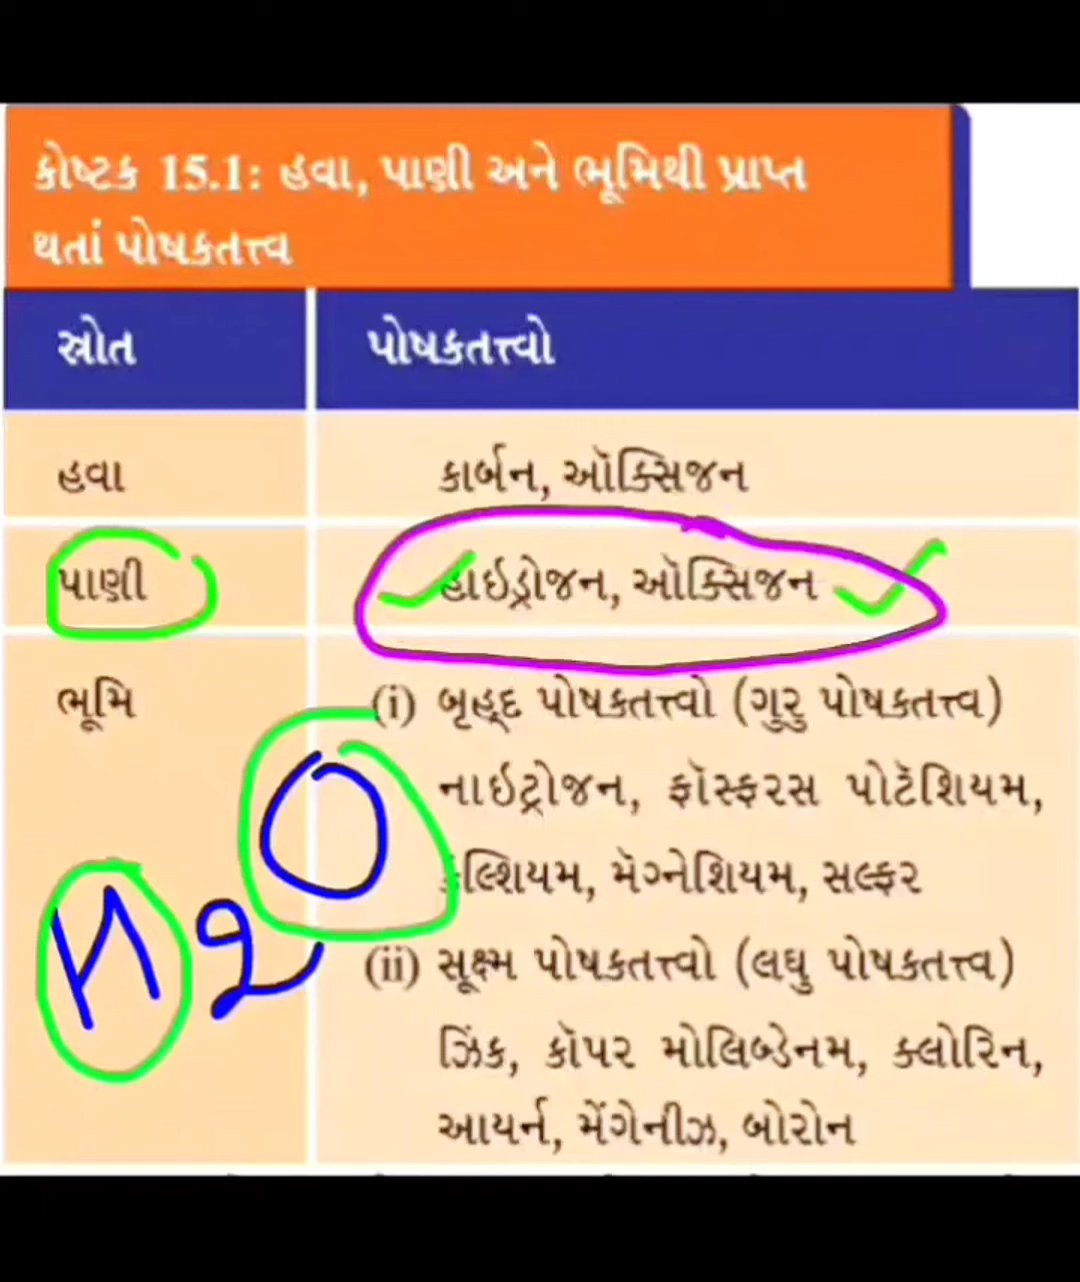 કોષ્ટક 15.1: હવા, પાણી અને ભૂમિથી પ્રાપ્ત
થતાં પોષકતત્ત્વ
સ્રોત પોષકતત્ત્વો
હવા કાર્બન, ઑક્સિજન
પાણી હાઇડ્રોજન, ઑક્સિજન
ભૂમિ (i) બૃહ્દ પોષકતત્ત્વો (ગુરુ પોષકતત્ત્વ)
નાઇટ્રોજન, ફૉસ્ફરસ પોટૅશિયમ,
કૅલ્શિયમ, મૅગ્નેશિયમ, સલ્ફર
H2O
(ii) સૂક્ષ્મ પોષકતત્ત્વો (લઘુ પોષકતત્ત્વ)
ઝિંક, કૉપર મોલિબ્ડેનમ, ક્લોરિન,
આયર્ન, મેંગેનીઝ, બોરોન